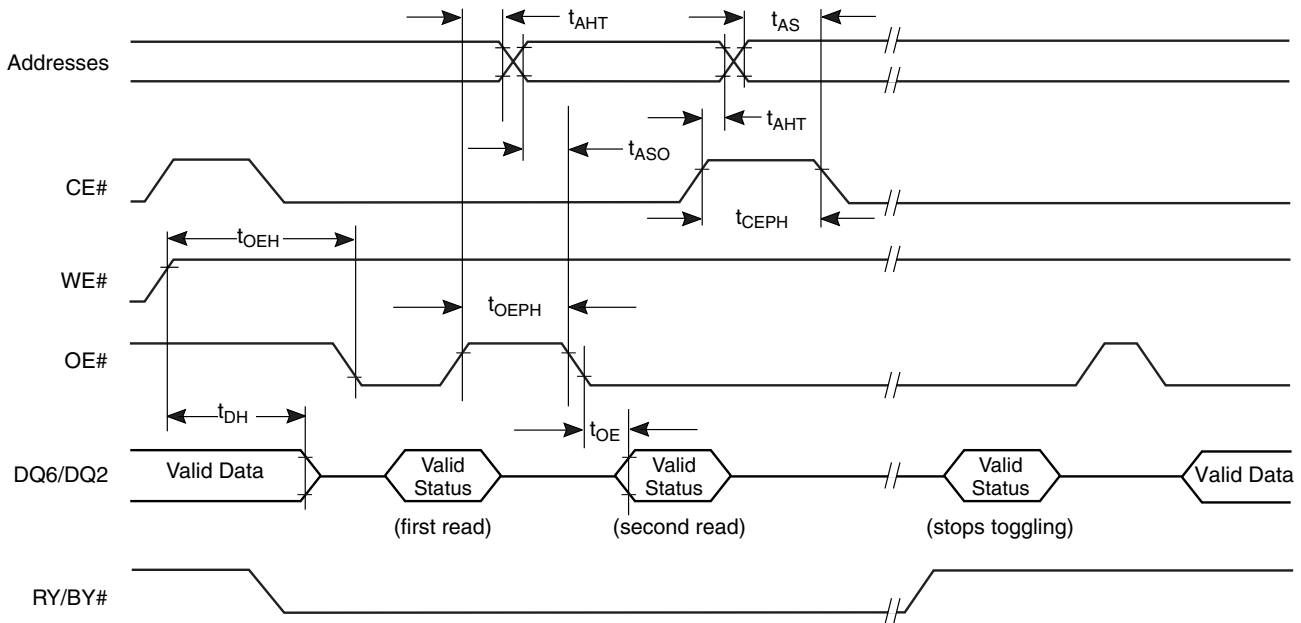 tAHT
tAS
Addresses
tAHT
tASO
CE#
tCEPH
tOEH
WE#
tOEPH
OE#
tDH
tOE
DQ6/DQ2
Valid Data
Valid
Status
Valid
Status
Valid
Status
Valid Data
(first read)
(second read)
(stops toggling)
RY/BY#